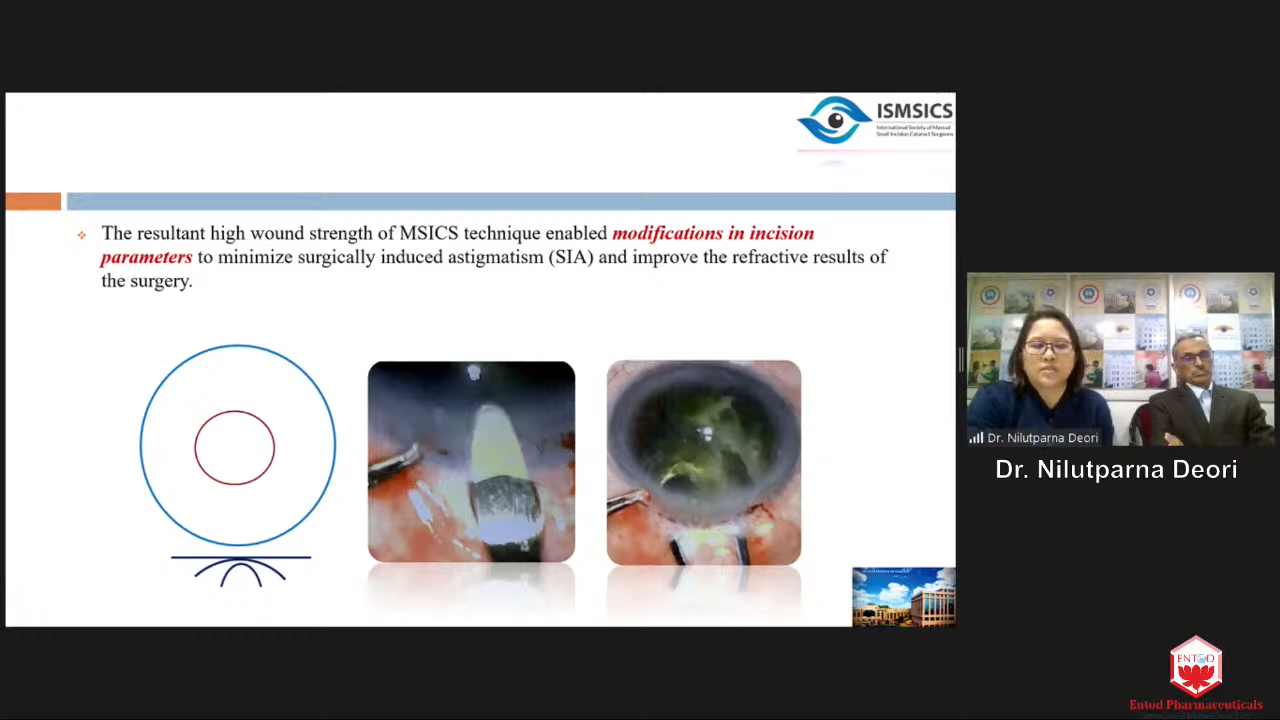 ISMSICS
International Society of Manual
Small Incision Cataract Surgeons
❖ The resultant high wound strength of MSICS technique enabled modifications in incision
parameters to minimize surgically induced astigmatism (SIA) and improve the refractive results of
the surgery.
Dr. Nilutparna Deori
Dr. Nilutparna Deori
ENTOD
Entod Pharmaceuticals